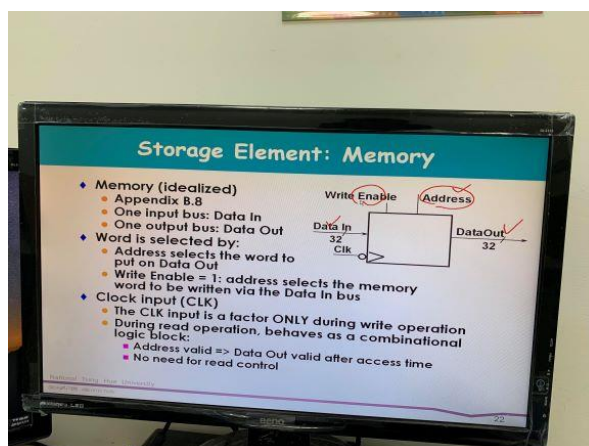 Storage Element: Memory
Memory (idealized)
Appendix B.8
One input bus: Data In
One output bus: Data Out
Word is selected by:
Address selects the word to
put on Data Out
Write Enable = 1: address selects the memory
word to be written via the Data In bus
Clock input (CLK)
The CLK input is a factor ONLY during write operation
During read operation, behaves as a combinational
logic block:
Address valid => Data Out valid after access time
No need for read control
Write Enable
Address
Data In
32
Clk
DataOut
32
National Tsing Hua University
22
BenQ